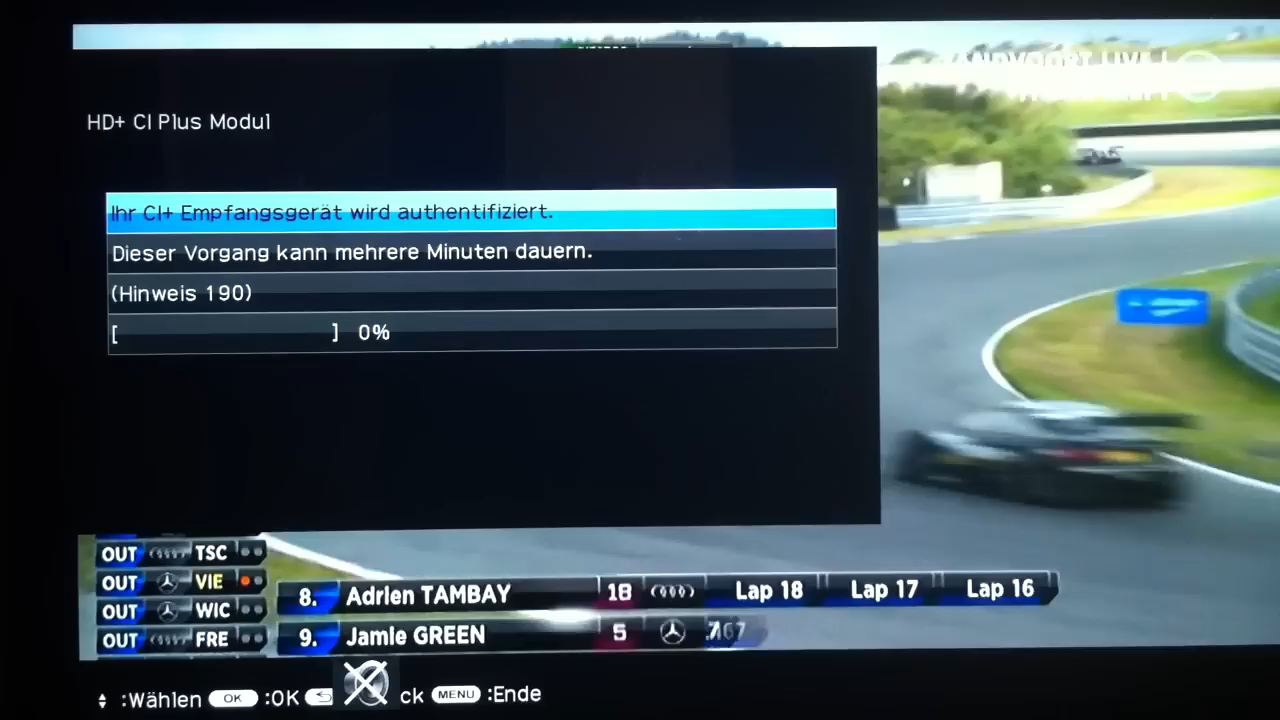 HD+ CI Plus Modul
Ihr CI+ Empfangsgerät wird authentifiziert.
Dieser Vorgang kann mehrere Minuten dauern.
(Hinweis 190)
[ ] 0%
OUT TSC
OUT VIE
OUT WIC
OUT FRE
8. Adrien TAMBAY 18 Lap 18 Lap 17 Lap 16
9. Jamie GREEN 5
:Wählen OK :OK ck MENU :Ende